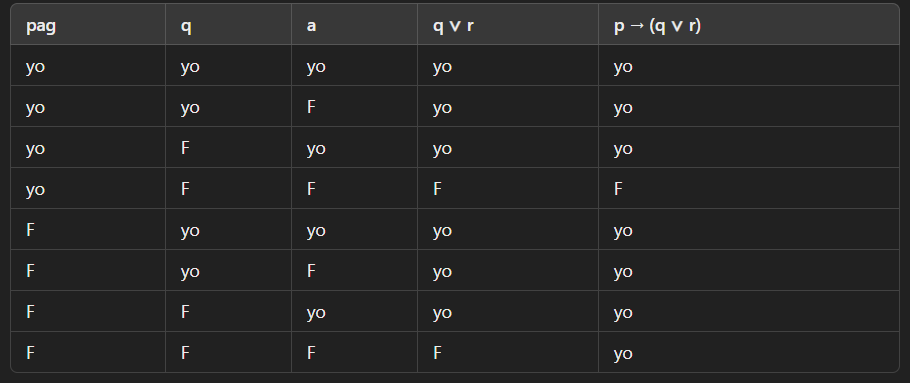 pag q a q ∨ r p → (q ∨ r)
yo yo yo yo yo
yo yo F yo yo
yo F yo yo yo
yo F F F F
F yo yo yo yo
F yo F yo yo
F F yo yo yo
F F F F yo